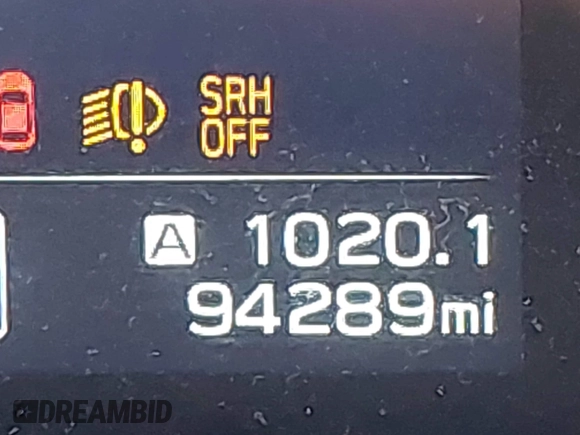 SRH
OFF
A 1020.1
94289mi
DREAMBID